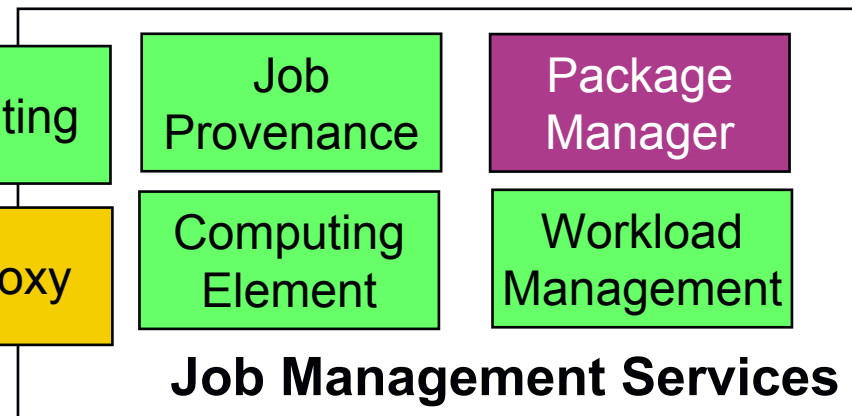 ting
Job
Provenance
Package
Manager
oxy
Computing
Element
Workload
Management
Job Management Services